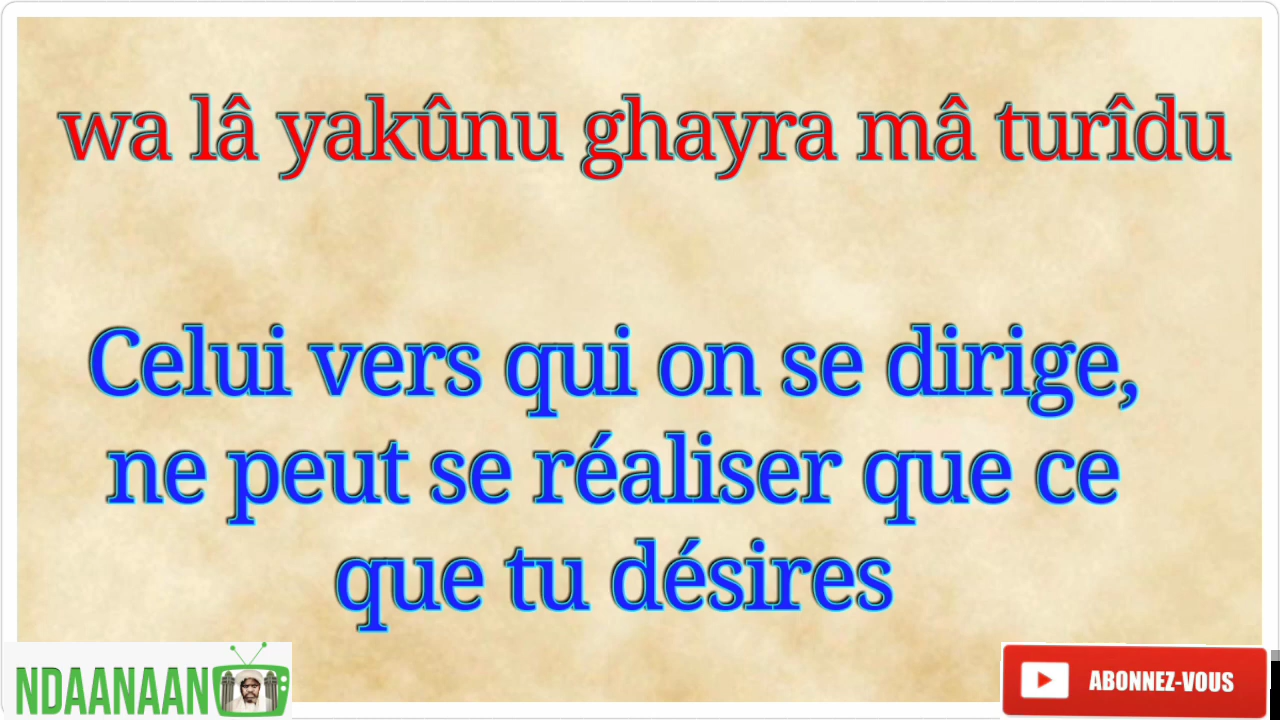 wa lâ yakûnu ghayra mâ turîdu
Celui vers qui on se dirige,
ne peut se réaliser que ce
que tu désires
NDAANAAN
ABONNEZ-VOUS